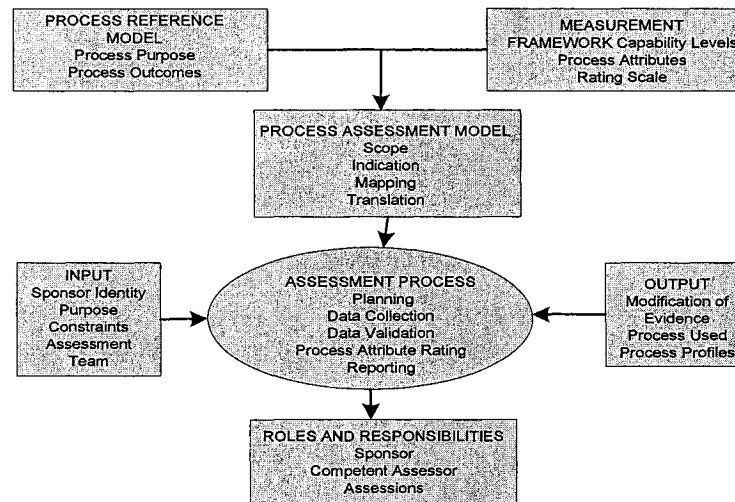 PROCESS REFERENCE
MODEL
Process Purpose
Process Outcomes
MEASUREMENT
FRAMEWORK Capability Levels
Process Attributes
Rating Scale
PROCESS ASSESSMENT MODEL
Scope
Indication
Mapping
Translation
INPUT
Sponsor Identity
Purpose
Constraints
Assessment
Team
ASSESSMENT PROCESS
Planning
Data Collection
Data Validation
Process Attribute Rating
Reporting
OUTPUT
Modification of
Evidence
Process Used
Process Profiles
ROLES AND RESPONSIBILITIES
Sponsor
Competent Assessor
Assessions